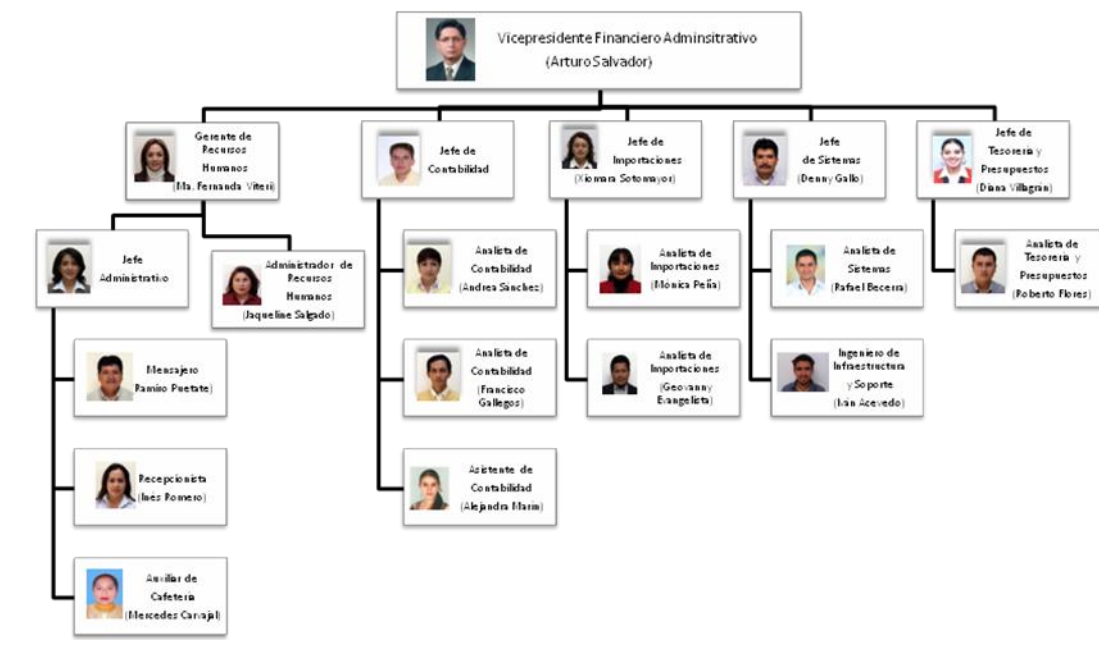 Vicepresidente Financiero Adminsitrativo
(Arturo Salvador)
Gerente de
Recursos
Humanos
(Ma. Fernanda Viteri)
Jefe de
Contabilidad
Jefe de
Importaciones
(Xiomara Sotomayor)
Jefe
de Sistemas
(Denny Gallo)
Jefe de
Tesorería y
Presupuestos
(Diana Villagrán)
Jefe
Administrativo
Administrador de
Recursos
Humanos
(Jaqueline Salgado)
Analista de
Contabilidad
(Andrea Sánchez)
Analista de
Importaciones
(Mónica Peña)
Analista de
Sistemas
(Rafael Becerra)
Analista de
Tesorería y
Presupuestos
(Roberto Flores)
Mensajero
Ramiro Puetate)
Analista de
Contabilidad
(Francisco
Gallegos)
Analista de
Importaciones
(Geovanny
Evangelista)
Ingeniero de
Infraestructura
y Soporte
(Iván Acevedo)
Recepcionista
(Inés Romero)
Asistente de
Contabilidad
(Alejandra Marín)
Auxiliar de
Cafetería
(Mercedes Carvajal)